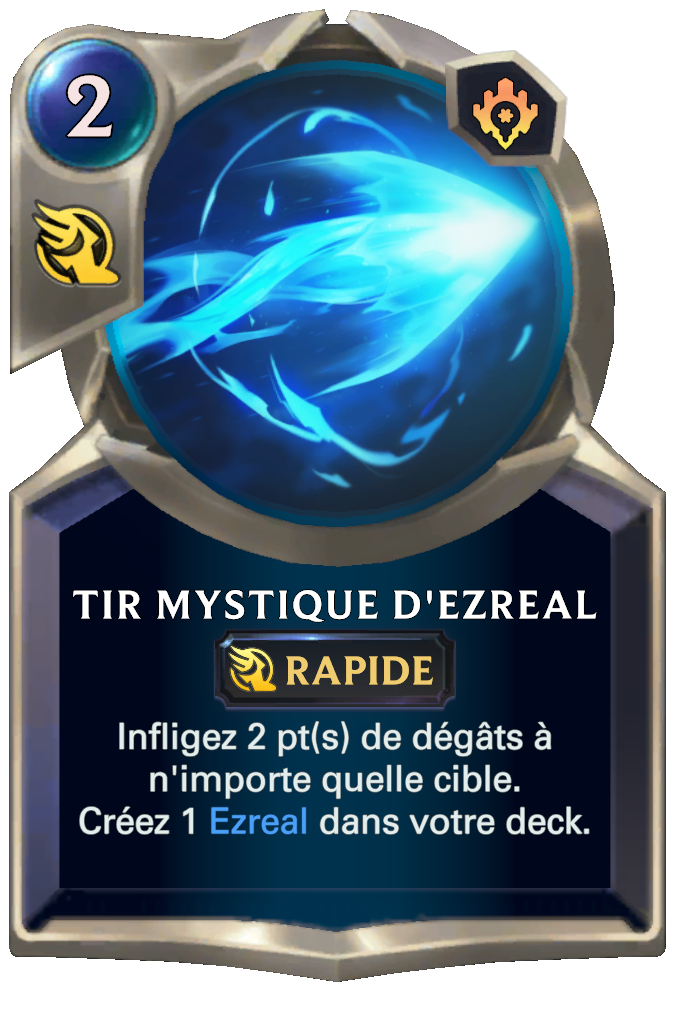 2
TIR MYSTIQUE D'EZREAL
RAPIDE
Infligez 2 pt(s) de dégâts à
n'importe quelle cible.
Créez 1 Ezreal dans votre deck.